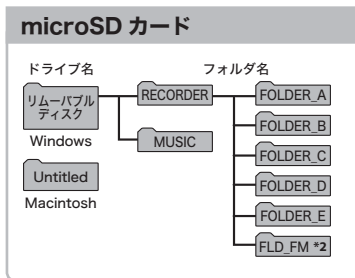 microSD カード
ドライブ名
フォルダ名
リムーバブル
ディスク
Windows
Untitled
Macintosh
RECORDER
MUSIC
FOLDER_A
FOLDER_B
FOLDER_C
FOLDER_D
FOLDER_E
FLD_FM *2